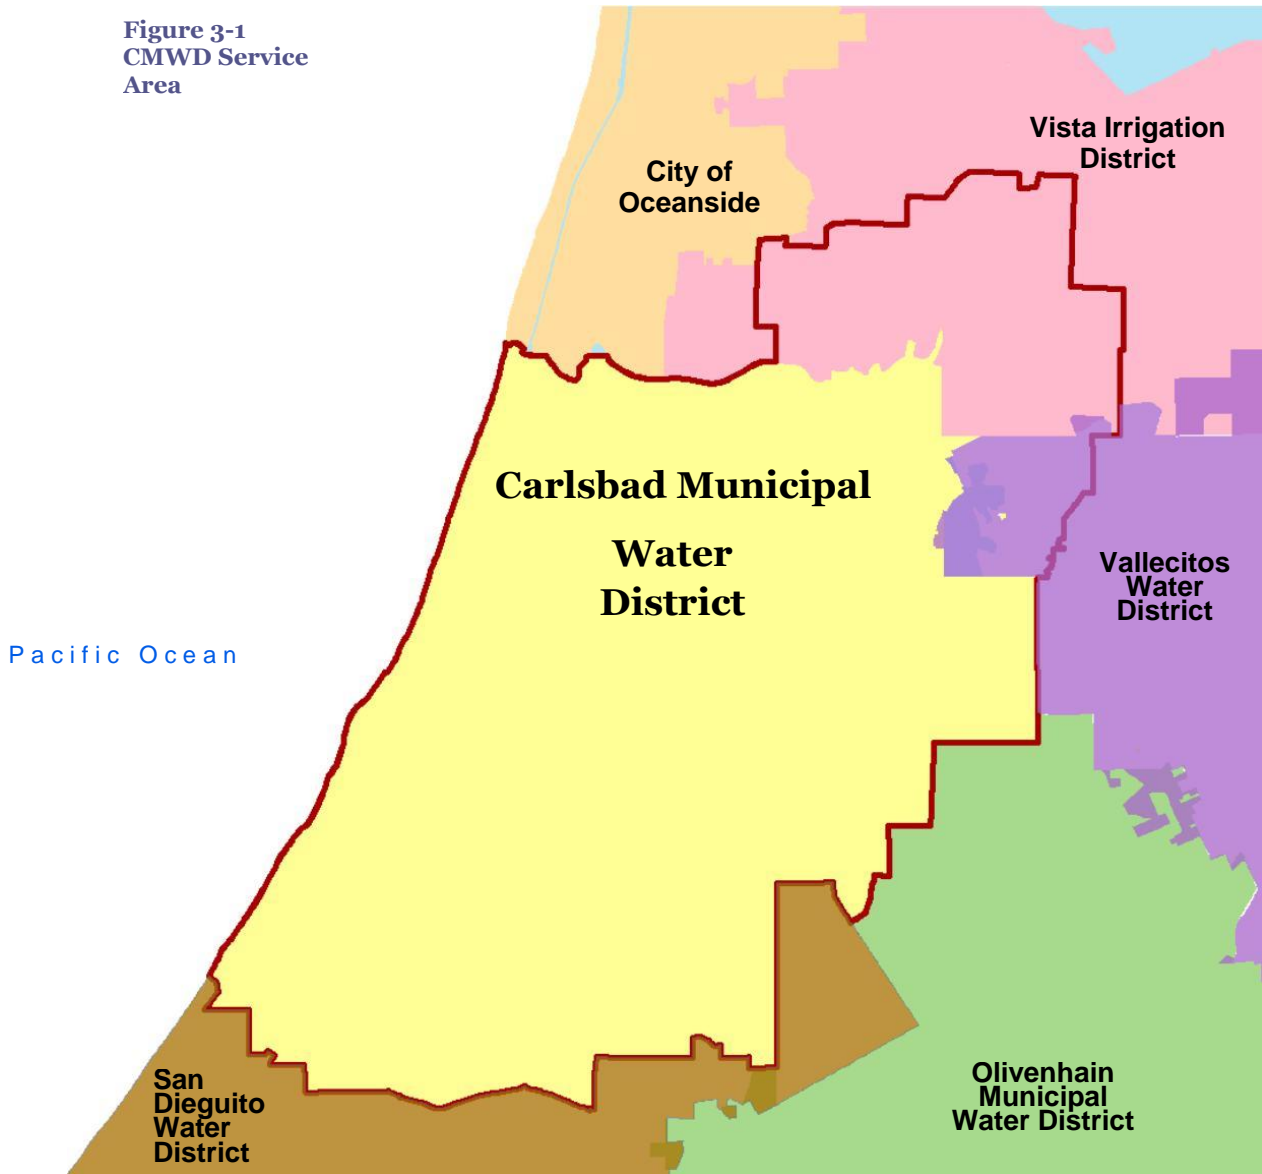 Figure 3-1
CMWD Service
Area
Vista Irrigation
District
City of
Oceanside
Carlsbad Municipal
Water
District
Vallecitos
Water
District
Pacific Ocean
San
Dieguito
Water
District
Olivenhain
Municipal
Water District